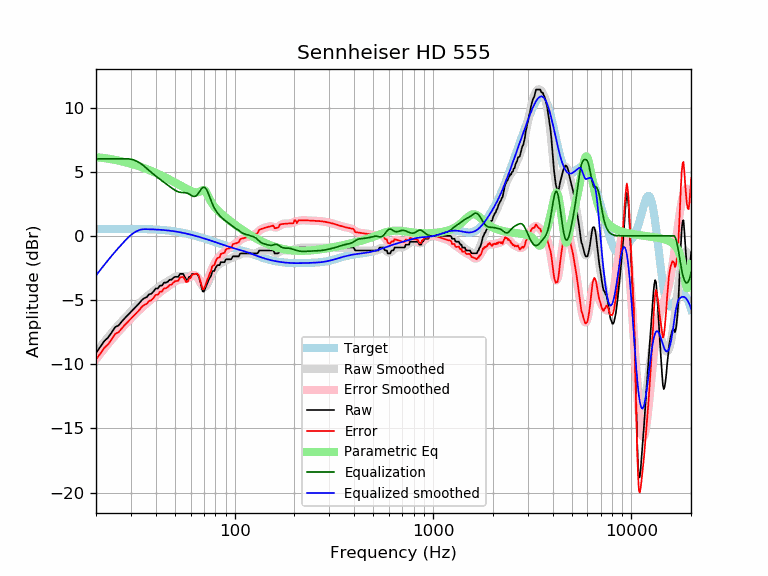 Sennheiser HD 555
Amplitude (dBr)
10
5
0
−5
−10
−15
−20
Target
Raw Smoothed
Error Smoothed
Raw
Error
Parametric Eq
Equalization
Equalized smoothed
100
1000
10000
Frequency (Hz)